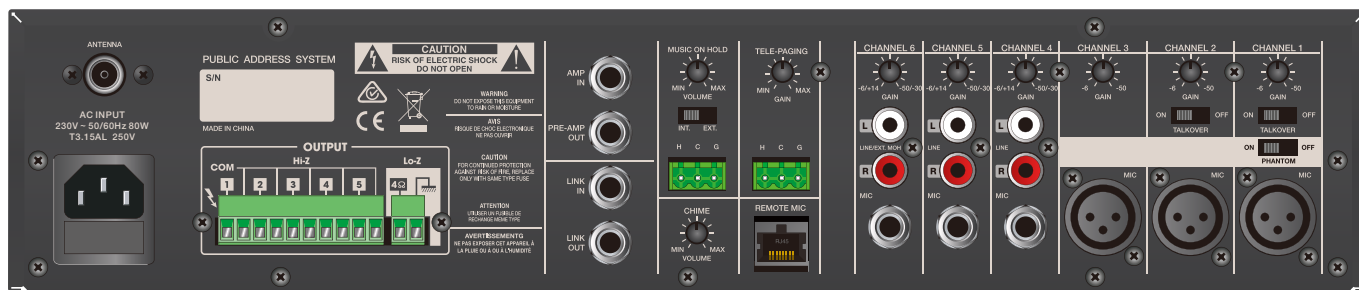 ANTENNA
AC INPUT
230V ~ 50/60Hz 80W
T3.15AL 250V
PUBLIC ADDRESS SYSTEM
S/N
MADE IN CHINA
CAUTION
RISK OF ELECTRIC SHOCK
DO NOT OPEN
WARNING
DO NOT EXPOSE THIS EQUIPMENT
TO RAIN OR MOISTURE
AVIS
RISQUE DE CHOC ELECTRONIQUE
NE PAS OUVRIR
CAUTION
FOR CONTINUED PROTECTION
AGAINST RISK OF FIRE, REPLACE
ONLY WITH SAME TYPE FUSE
ATTENTION
UTILISER UN FUSIBLE DE
RECHANGE MÊME TYPE
AVERTISSEMENTG
NE PAS EXPOSER CET APPAREIL À
LA PLUIE OU À OU À L'HUMIDITE
CE
OUTPUT
Hi-Z
Lo-Z
COM
1 2 3 4 5
4Ω
AMP
IN
PRE-AMP
OUT
LINK
IN
LINK
OUT
MUSIC ON HOLD
MIN MAX
VOLUME
INT. EXT.
H C G
CHIME
MIN MAX
VOLUME
TELE-PAGING
MIN MAX
GAIN
H C G
REMOTE MIC
RJ45
CHANNEL 6
-6/+14 -50/-30
GAIN
L
LINE/EXT. MOH
R
MIC
CHANNEL 5
-6/+14 -50/-30
GAIN
L
LINE
R
MIC
CHANNEL 4
-6/+14 -50/-30
GAIN
L
LINE
R
MIC
CHANNEL 3
-6 -50
GAIN
MIC
CHANNEL 2
-6 -50
GAIN
ON OFF
TALKOVER
MIC
CHANNEL 1
-6 -50
GAIN
ON OFF
TALKOVER
ON OFF
PHANTOM
MIC